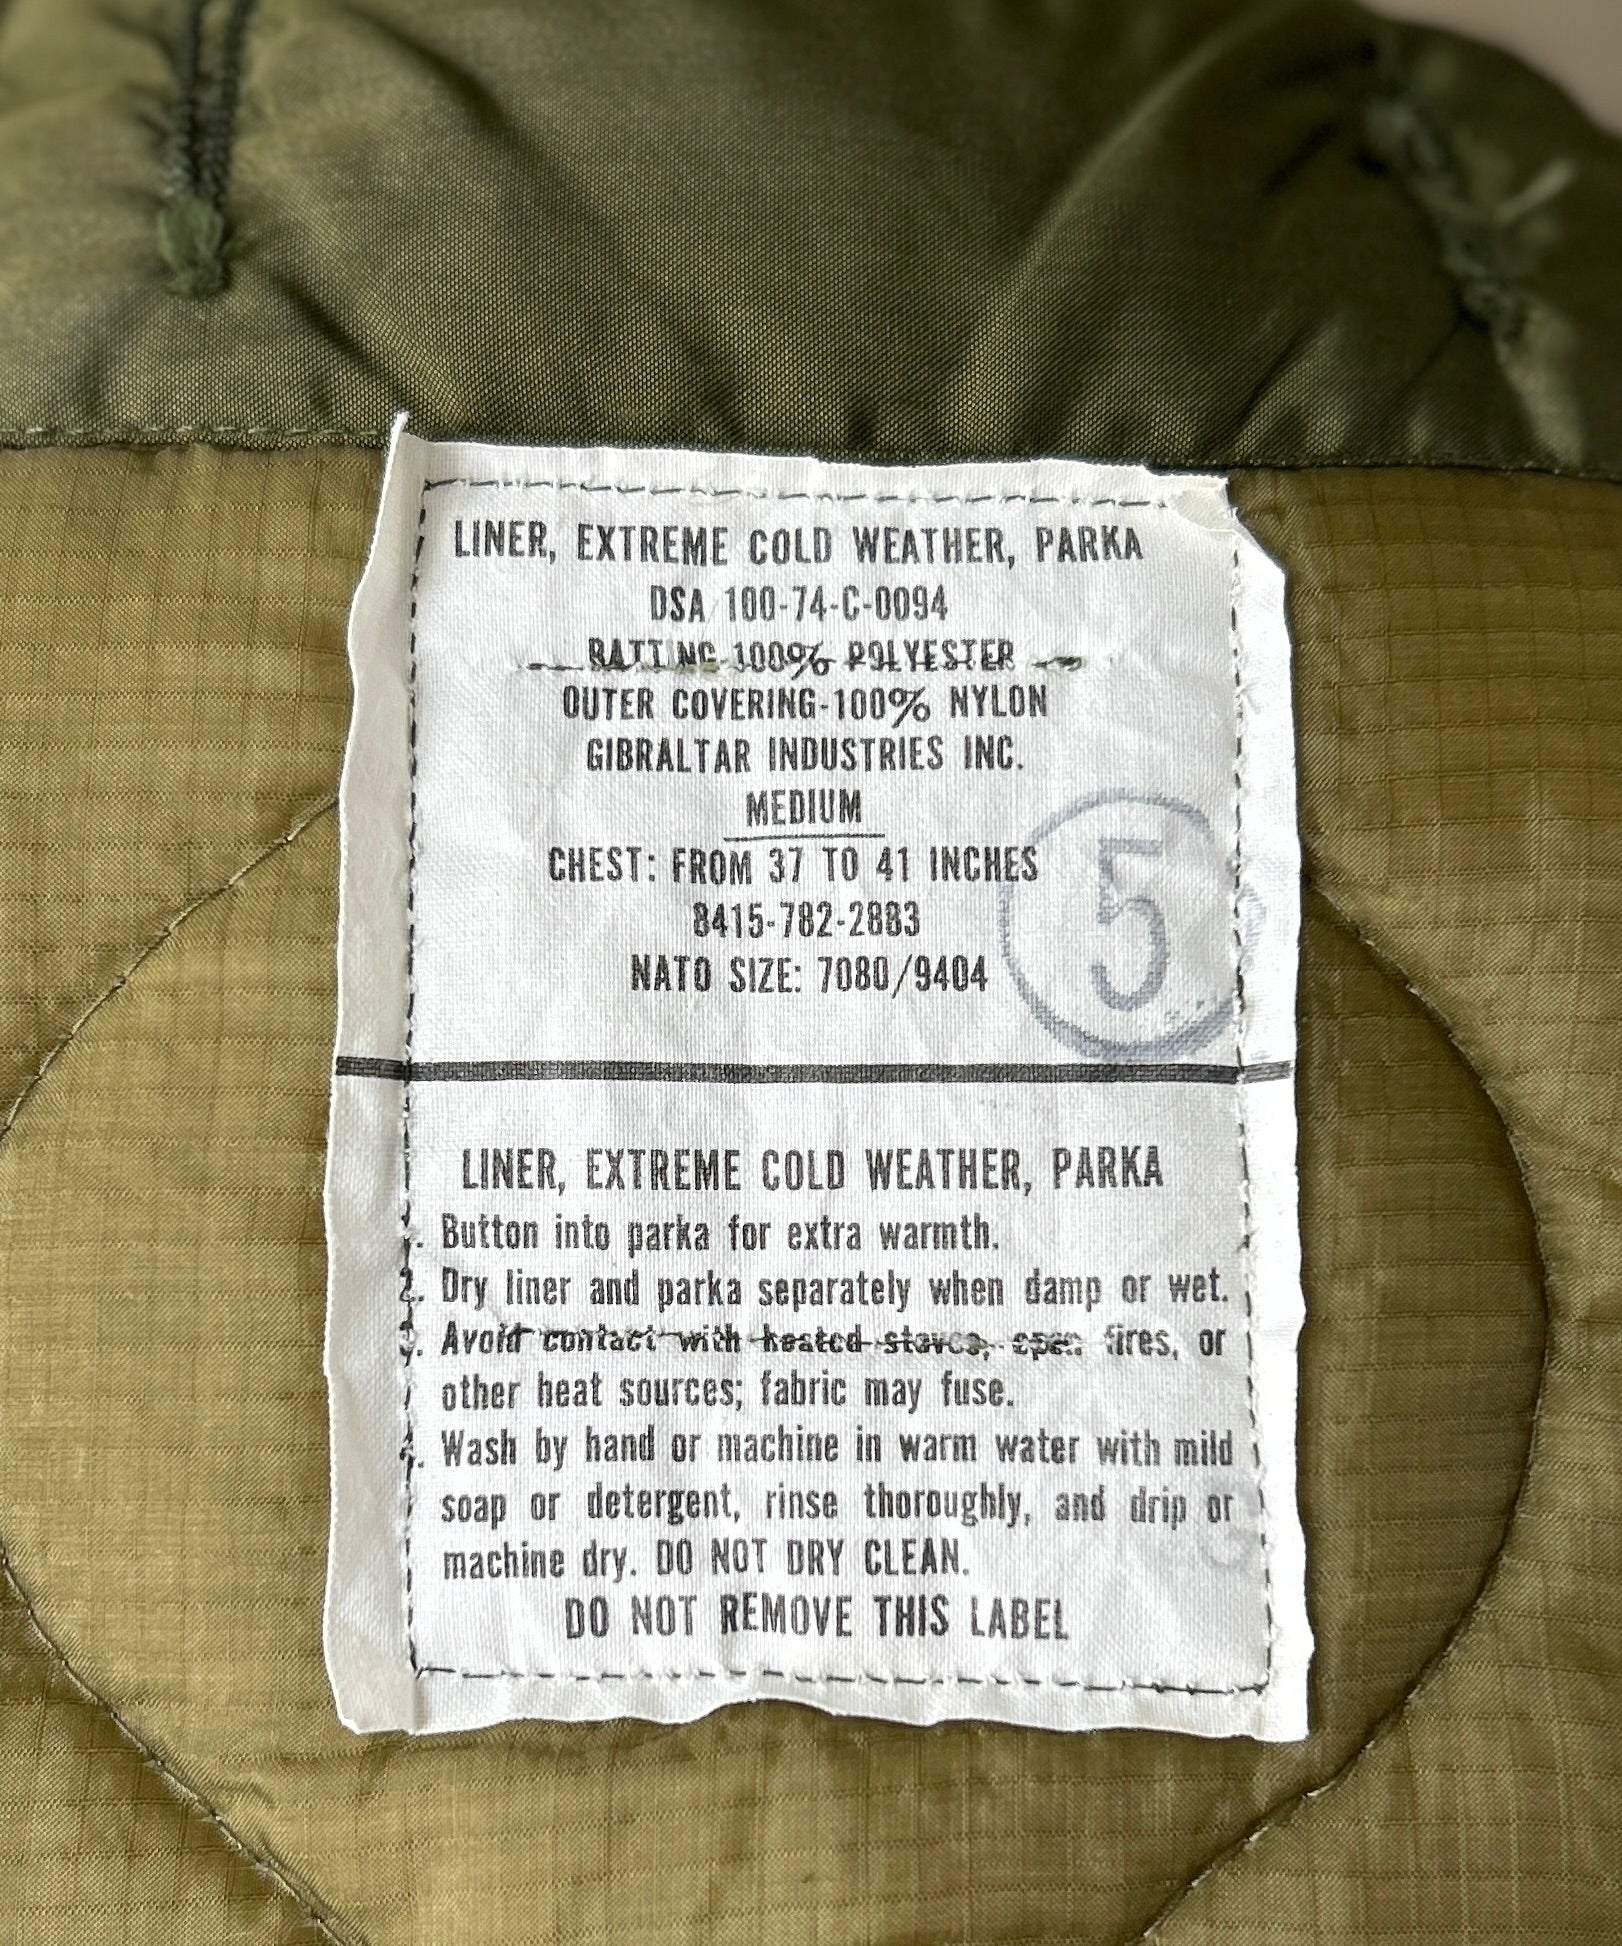 LINER, EXTREME COLD WEATHER, PARKA
DSA 100-74-C-0094
BATTING-100% POLYESTER
OUTER COVERING-100% NYLON
GIBRALTAR INDUSTRIES INC.
MEDIUM
CHEST: FROM 37 TO 41 INCHES
8415-782-2883
NATO SIZE: 7080/9404
5
LINER, EXTREME COLD WEATHER, PARKA
. Button into parka for extra warmth.
2. Dry liner and parka separately when damp or wet.
3. Avoid contact with heated stoves, open fires, or
other heat sources; fabric may fuse.
4. Wash by hand or machine in warm water with mild
soap or detergent, rinse thoroughly, and drip or
machine dry. DO NOT DRY CLEAN.
DO NOT REMOVE THIS LABEL